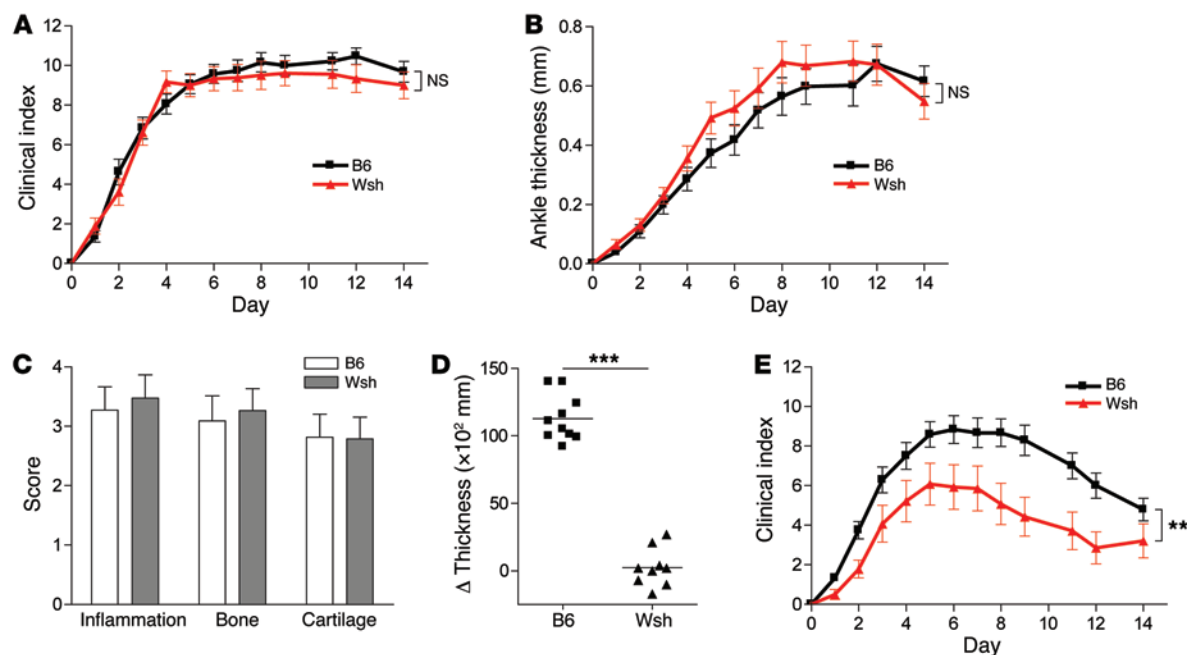 A
Clinical index
12
10
8
6
4
2
0
B6
Wsh
NS
0 2 4 6 8 10 12 14
Day
B
Ankle thickness (mm)
0.8
0.6
0.4
0.2
0.0
B6
Wsh
NS
0 2 4 6 8 10 12 14
Day
C
Score
4
3
2
1
0
B6
Wsh
Inflammation Bone Cartilage
D
Δ Thickness (×10² mm)
150
100
50
0
***
B6 Wsh
E
Clinical index
12
10
8
6
4
2
0
B6
Wsh
**
0 2 4 6 8 10 12 14
Day